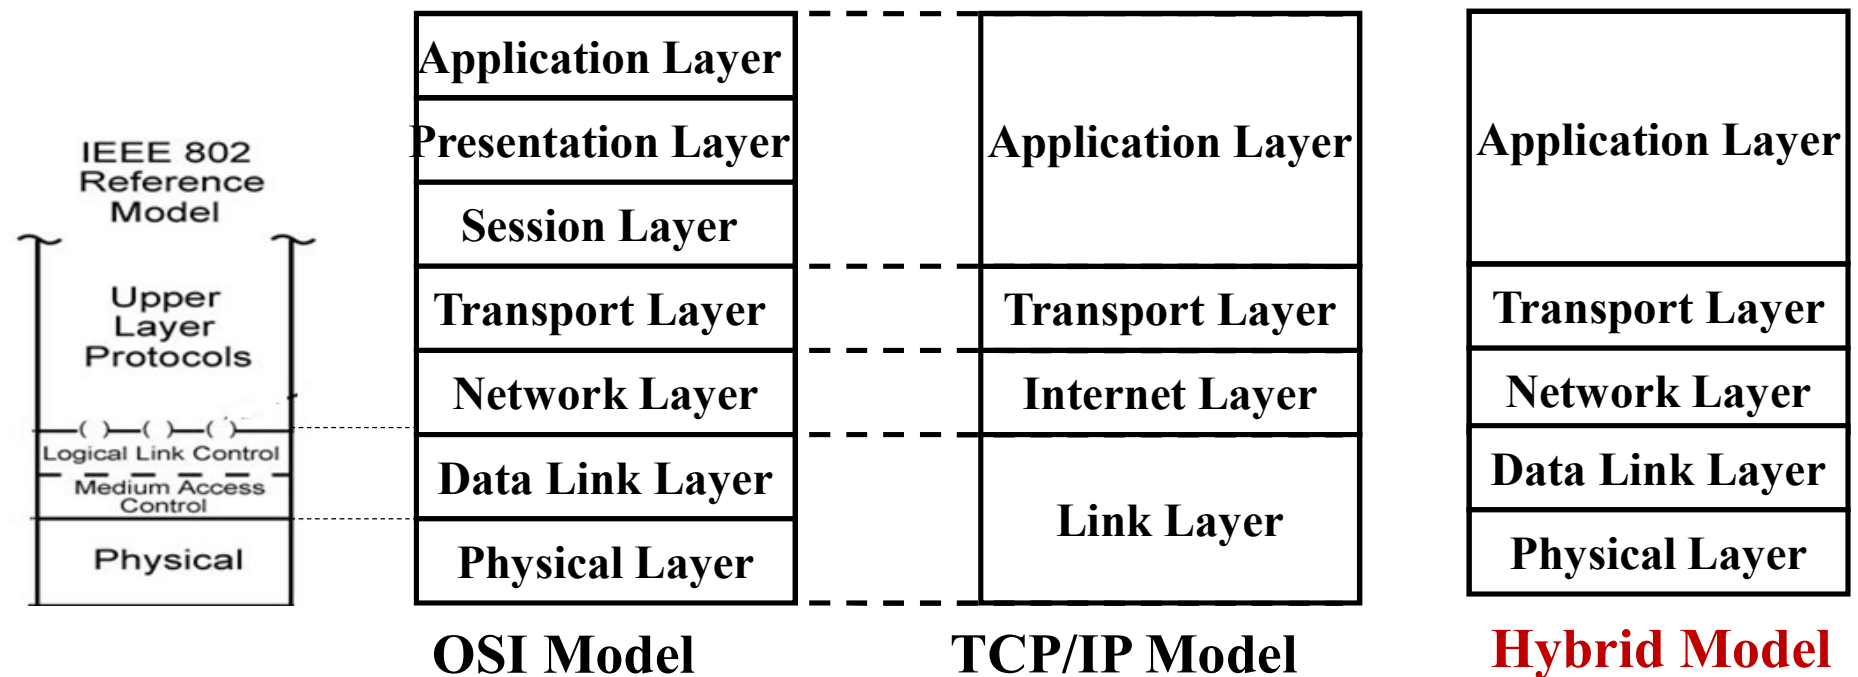 IEEE 802
Reference
Model
Upper
Layer
Protocols
Logical Link Control
Medium Access
Control
Physical
Application Layer
Presentation Layer
Session Layer
Transport Layer
Network Layer
Data Link Layer
Physical Layer
OSI Model
Application Layer
Transport Layer
Internet Layer
Link Layer
TCP/IP Model
Application Layer
Transport Layer
Network Layer
Data Link Layer
Physical Layer
Hybrid Model